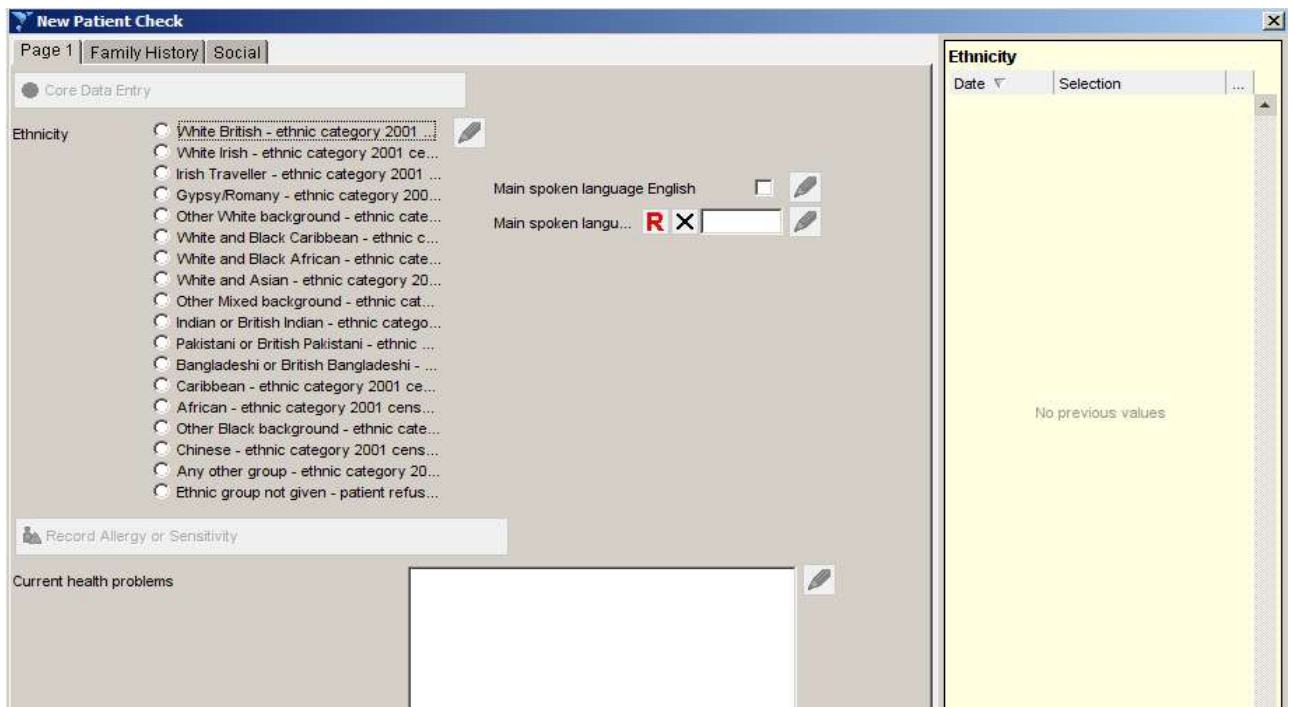 New Patient Check
Page 1 Family History Social
Core Data Entry
Ethnicity
White British - ethnic category 2001 ...
White Irish - ethnic category 2001 ce...
Irish Traveller - ethnic category 2001 ...
Gypsy/Romany - ethnic category 200...
Other White background - ethnic cate...
White and Black Caribbean - ethnic c...
White and Black African - ethnic cate...
White and Asian - ethnic category 20...
Other Mixed background - ethnic cat...
Indian or British Indian - ethnic catego...
Pakistani or British Pakistani - ethnic ...
Bangladeshi or British Bangladeshi - ...
Caribbean - ethnic category 2001 ce...
African - ethnic category 2001 cens...
Other Black background - ethnic cate...
Chinese - ethnic category 2001 cens...
Any other group - ethnic category 20...
Ethnic group not given - patient refus...
Main spoken language English
Main spoken langu... R
Record Allergy or Sensitivity
Current health problems
Ethnicity
Date Selection ...
No previous values